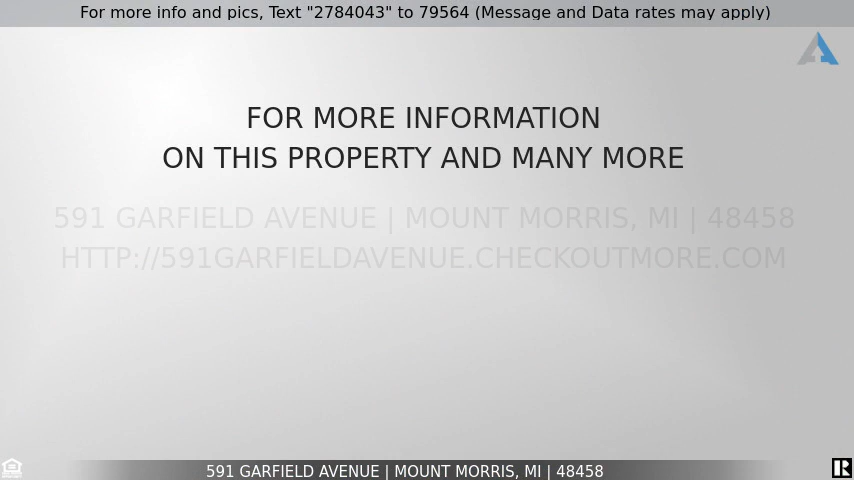 For more info and pics, Text "2784043" to 79564 (Message and Data rates may apply)
FOR MORE INFORMATION
ON THIS PROPERTY AND MANY MORE
591 GARFIELD AVENUE | MOUNT MORRIS, MI | 48458
HTTP://591GARFIELDAVENUE.CHECKOUTMORE.COM
591 GARFIELD AVENUE | MOUNT MORRIS, MI | 48458